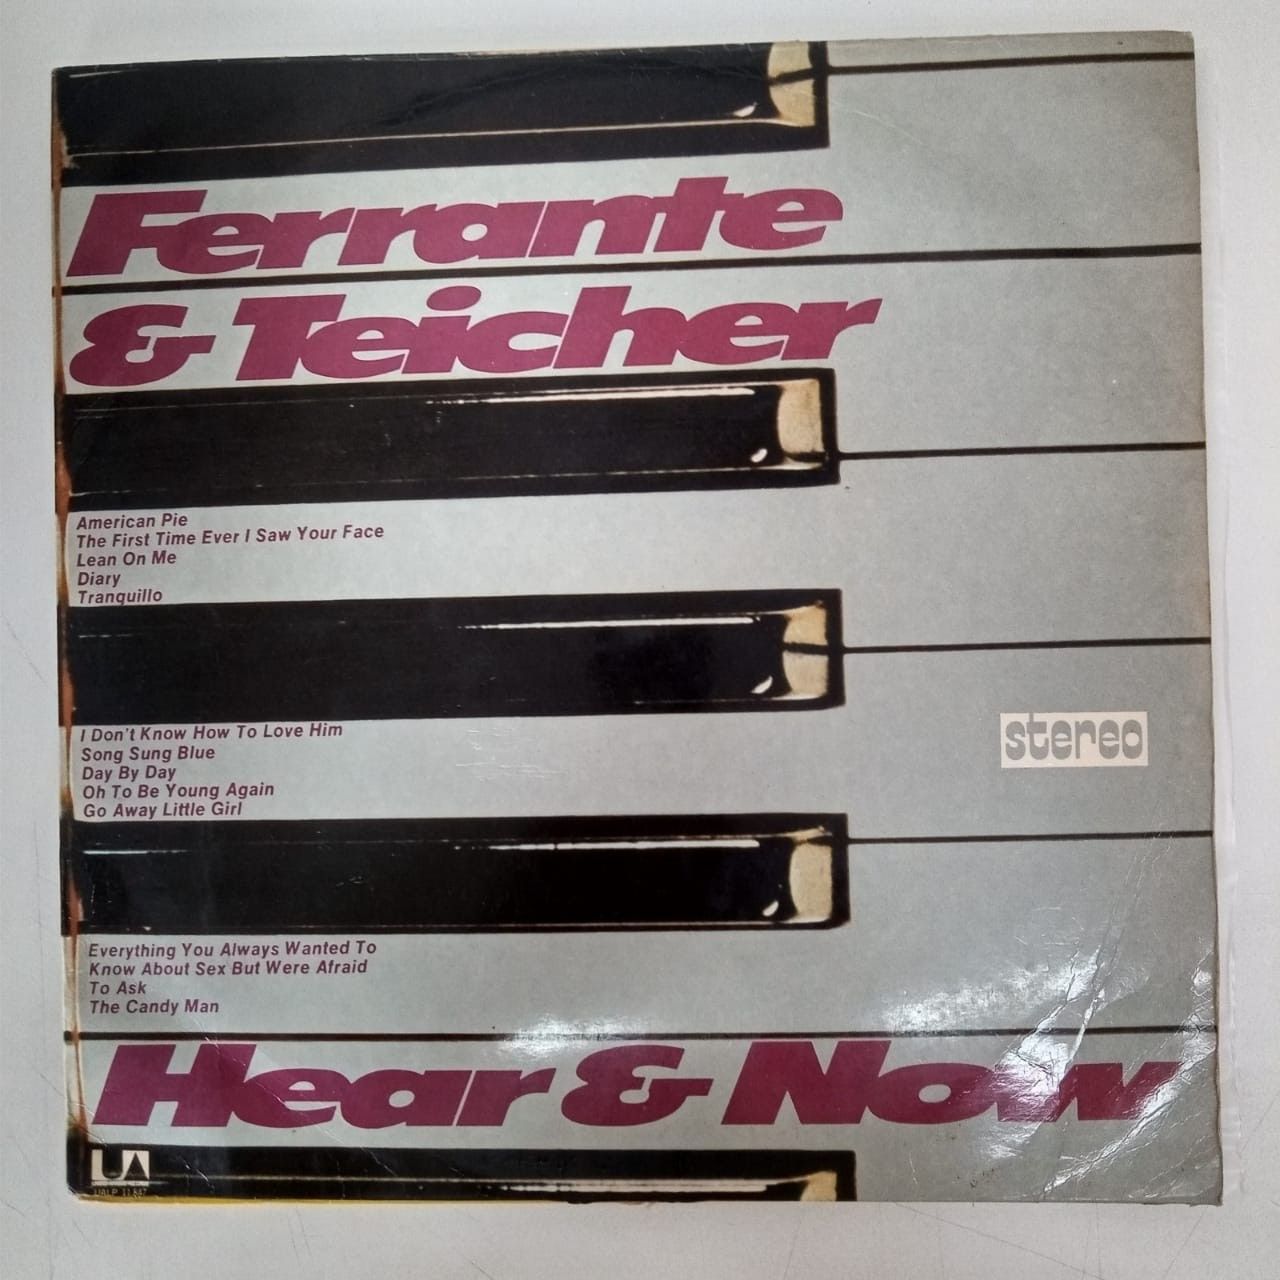 Ferrante
& Teicher
American Pie
The First Time Ever I Saw Your Face
Lean On Me
Diary
Tranquillo
I Don't Know How To Love Him
Song Sung Blue
Day By Day
Oh To Be Young Again
Go Away Little Girl
stereo
Everything You Always Wanted To
Know About Sex But Were Afraid
To Ask
The Candy Man
Hear & Now
UA